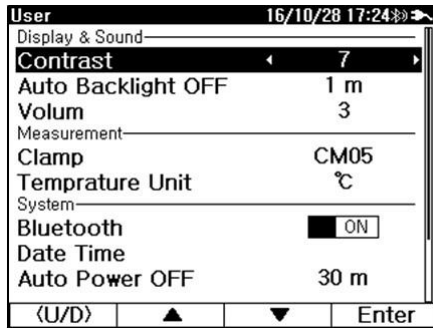 User 16/10/28 17:24
Display & Sound
Contrast 7
Auto Backlight OFF 1 m
Volum 3
Measurement
Clamp CM05
Temprature Unit ℃
System
Bluetooth ON
Date Time
Auto Power OFF 30 m
〈U/D〉 ▲ ▼ Enter